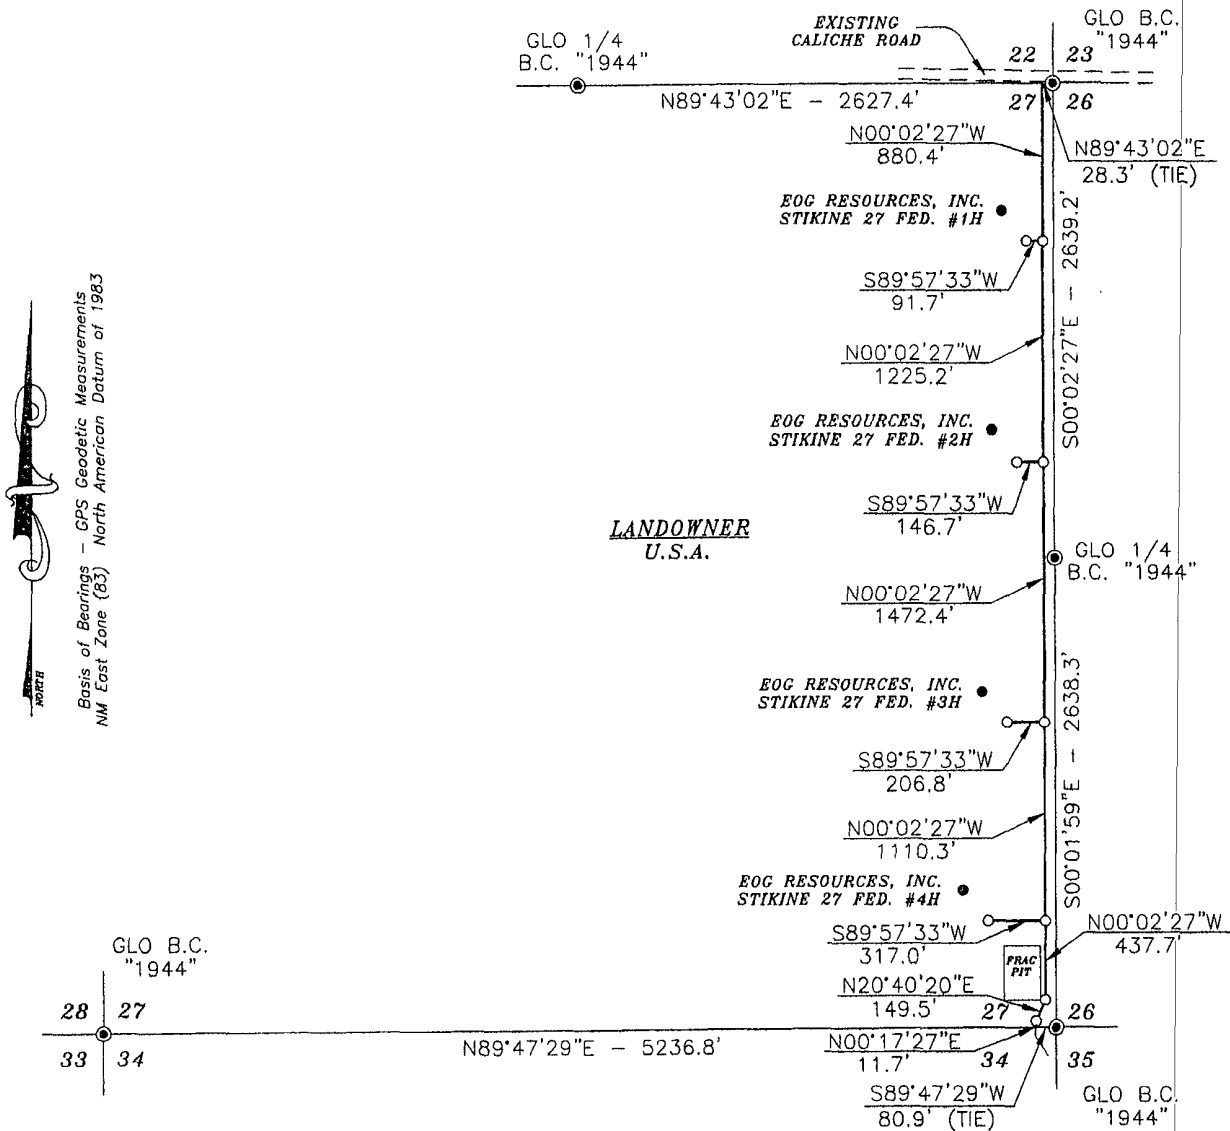 EXISTING
CALICHE ROAD
GLO B.C.
"1944"
GLO 1/4
B.C. "1944"
22 23
N89°43'02"E - 2627.4'
27 26
N00°02'27"W
880.4'
N89°43'02"E
28.3' (TIE)
EOG RESOURCES, INC.
STIKINE 27 FED. #1H
S00°02'27"E - 2639.2'
S89°57'33"W
91.7'
N00°02'27"W
1225.2'
EOG RESOURCES, INC.
STIKINE 27 FED. #2H
S89°57'33"W
146.7'
LANDOWNER
U.S.A.
GLO 1/4
B.C. "1944"
N00°02'27"W
1472.4'
Basis of Bearings - GPS Geodetic Measurements
NM East Zone (83) North American Datum of 1983
NORTH
EOG RESOURCES, INC.
STIKINE 27 FED. #3H
S00°01'59"E - 2638.3'
S89°57'33"W
206.8'
N00°02'27"W
1110.3'
EOG RESOURCES, INC.
STIKINE 27 FED. #4H
S89°57'33"W
317.0'
N00°02'27"W
437.7'
FRAC
PIT
GLO B.C.
"1944"
N20°40'20"E
149.5'
28 27
27 26
N89°47'29"E - 5236.8'
N00°17'27"E
11.7'
33 34
34 35
S89°47'29"W
80.9' (TIE)
GLO B.C.
"1944"